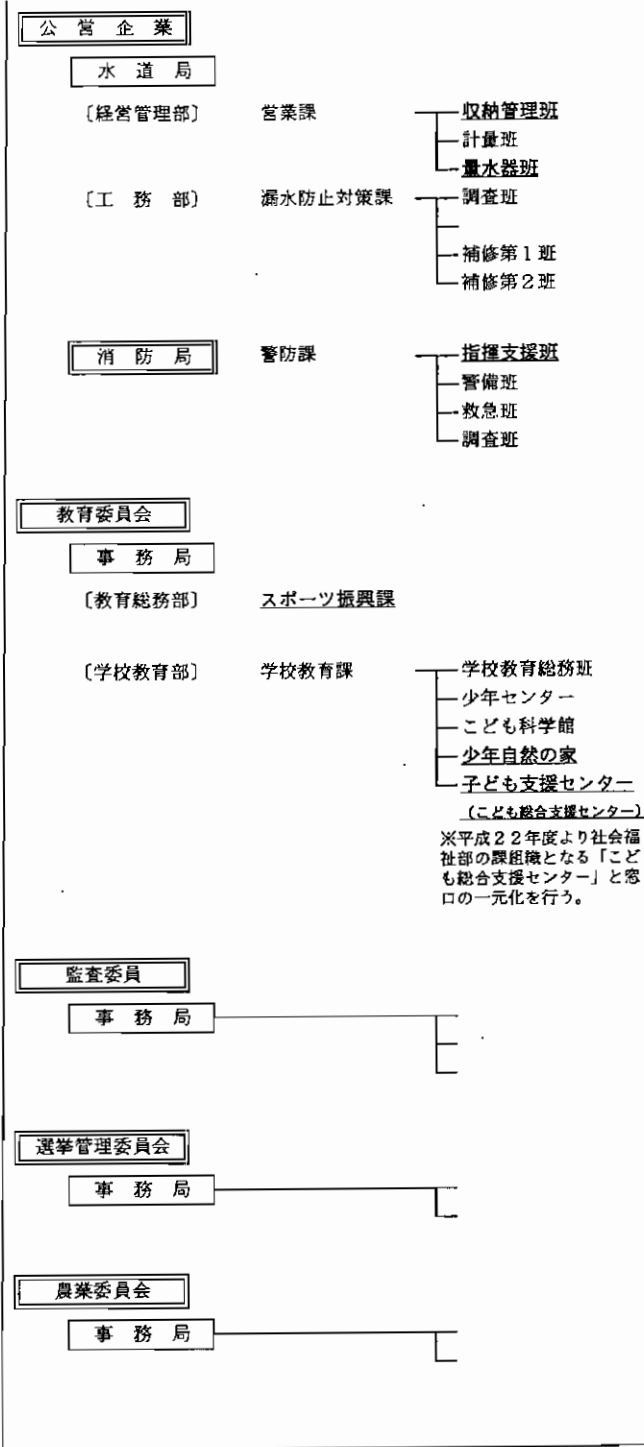 公営企業
水道局
〔経営管理部〕 営業課 収納管理班
計量班
量水器班
〔工務部〕 漏水防止対策課 調査班
補修第1班
補修第2班
消防局 警防課 指揮支援班
警備班
救急班
調査班
教育委員会
事務局
〔教育総務部〕 スポーツ振興課
〔学校教育部〕 学校教育課 学校教育総務班
少年センター
こども科学館
少年自然の家
子ども支援センター
(こども総合支援センター)
※平成22年度より社会福
祉部の課組織となる「こど
も総合支援センター」と窓
口の一元化を行う。
監査委員
事務局
選挙管理委員会
事務局
農業委員会
事務局